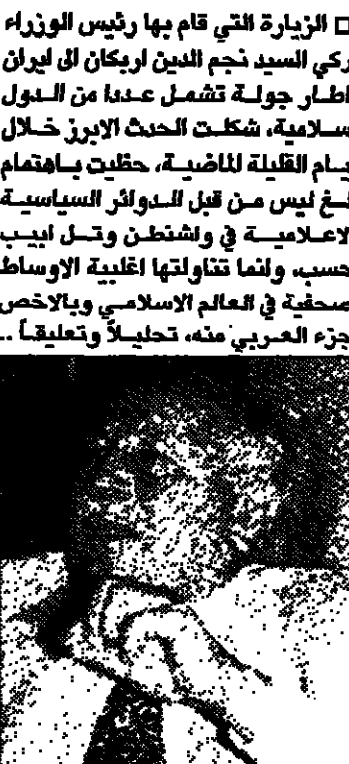 □ الزيارة التي قام بها رئيس الوزراء
ركي السيد نجم الدين اربكان الى ايران
اطار جولة تشمل عددا من الدول
سلامية، شكلت الحدث الابرز خلال
يام القليلة الماضية، حظيت باهتمام
لغ ليس من قبل الدوائر السياسية
لاعلامية في واشنطن وتل ابيب
حسب، وانما تناولتها اغلبية الاوساط
صحفية في العالم الاسلامي وبالاخص
جزء العربي منه، تحليلاً وتعليقاً ..